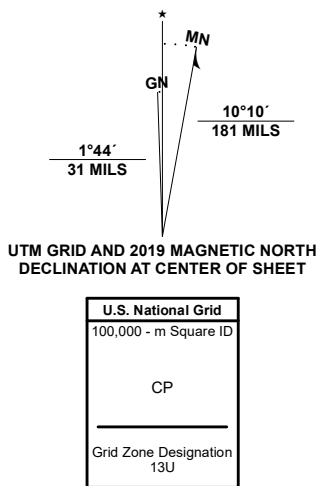 ★
MN
GN
10°10´
181 MILS
1°44´
31 MILS
UTM GRID AND 2019 MAGNETIC NORTH
DECLINATION AT CENTER OF SHEET
U.S. National Grid
100,000 - m Square ID
CP
Grid Zone Designation
13U